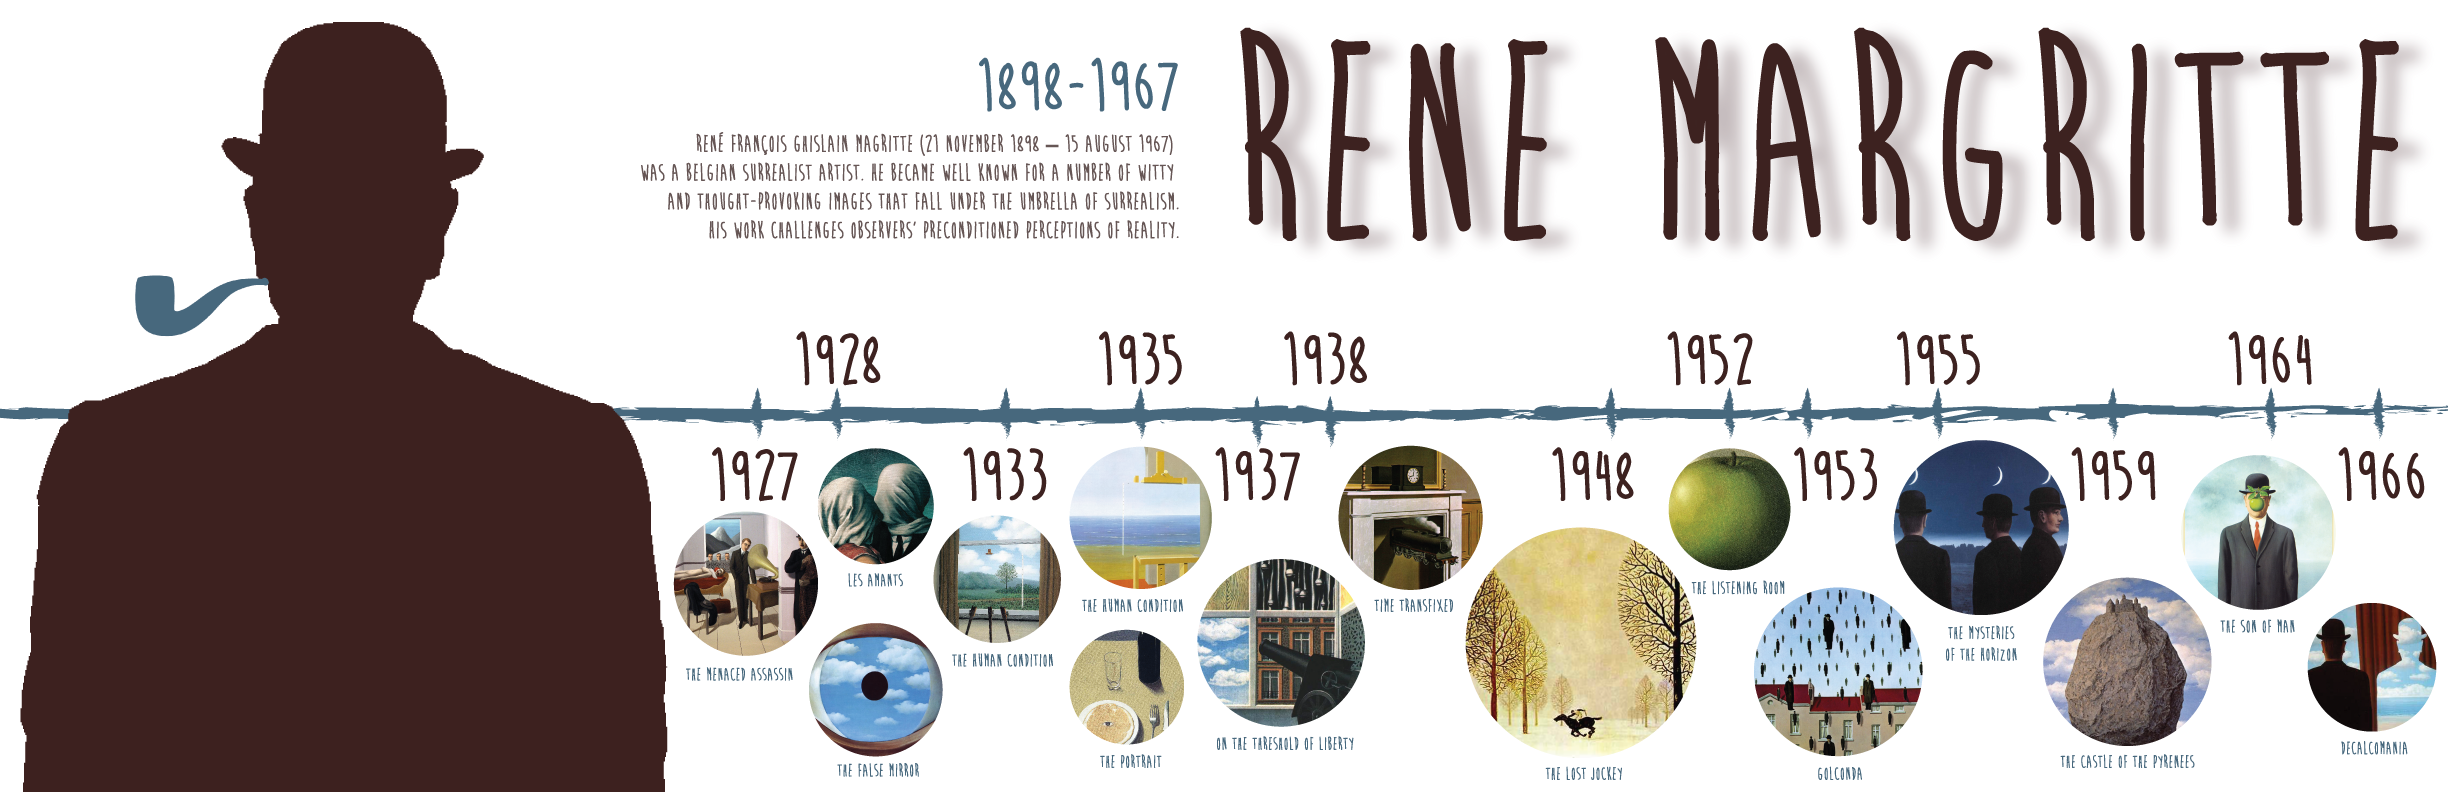 RENE MARGRITTE
1898-1967
RENÉ FRANÇOIS GHISLAIN MAGRITTE (21 NOVEMBER 1898 – 15 AUGUST 1967)
WAS A BELGIAN SURREALIST ARTIST. HE BECAME WELL KNOWN FOR A NUMBER OF WITTY
AND THOUGHT-PROVOKING IMAGES THAT FALL UNDER THE UMBRELLA OF SURREALISM.
HIS WORK CHALLENGES OBSERVERS' PRECONDITIONED PERCEPTIONS OF REALITY.
1927
THE MENACED ASSASSIN
1928
LES AMANTS
THE FALSE MIRROR
1933
THE HUMAN CONDITION
1935
THE HUMAN CONDITION
THE PORTRAIT
1937
ON THE THRESHOLD OF LIBERTY
1938
TIME TRANSFIXED
1948
THE LOST JOCKEY
1952
THE LISTENING ROOM
1953
GOLCONDA
1955
THE MYSTERIES
OF THE HORIZON
1959
THE CASTLE OF THE PYRENEES
1964
THE SON OF MAN
1966
DECALCOMANIA